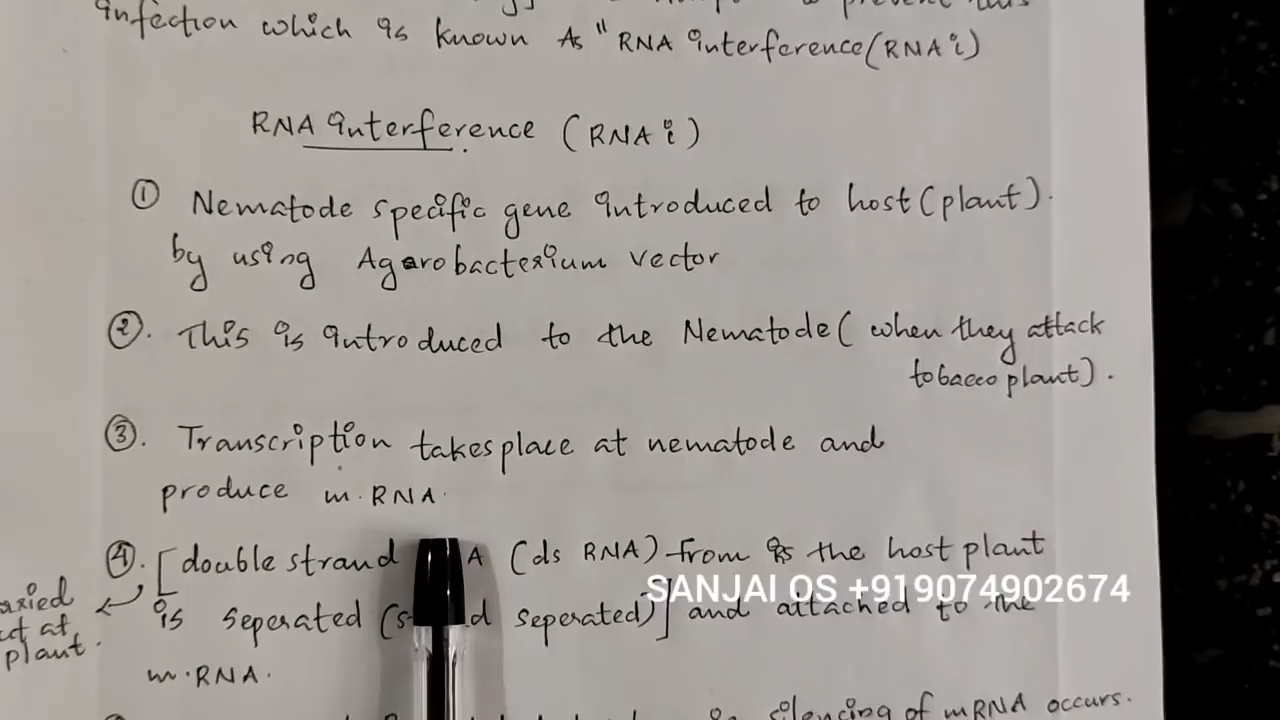 infection which is known As "RNA interference (RNAi)
RNA interference (RNAi)
① Nematode specific gene introduced to host (plant).
by using Agarobacterium vector
②. This is introduced to the Nematode ( when they attack
tobacco plant).
③. Transcription takes place at nematode and
produce m.RNA.
④. [double strand A (ds RNA) from the host plant
is seperated ( seperated)] and attached to the
m.RNA.
at
plant.
silencing of mRNA occurs.
SANJAI OS +919074902674